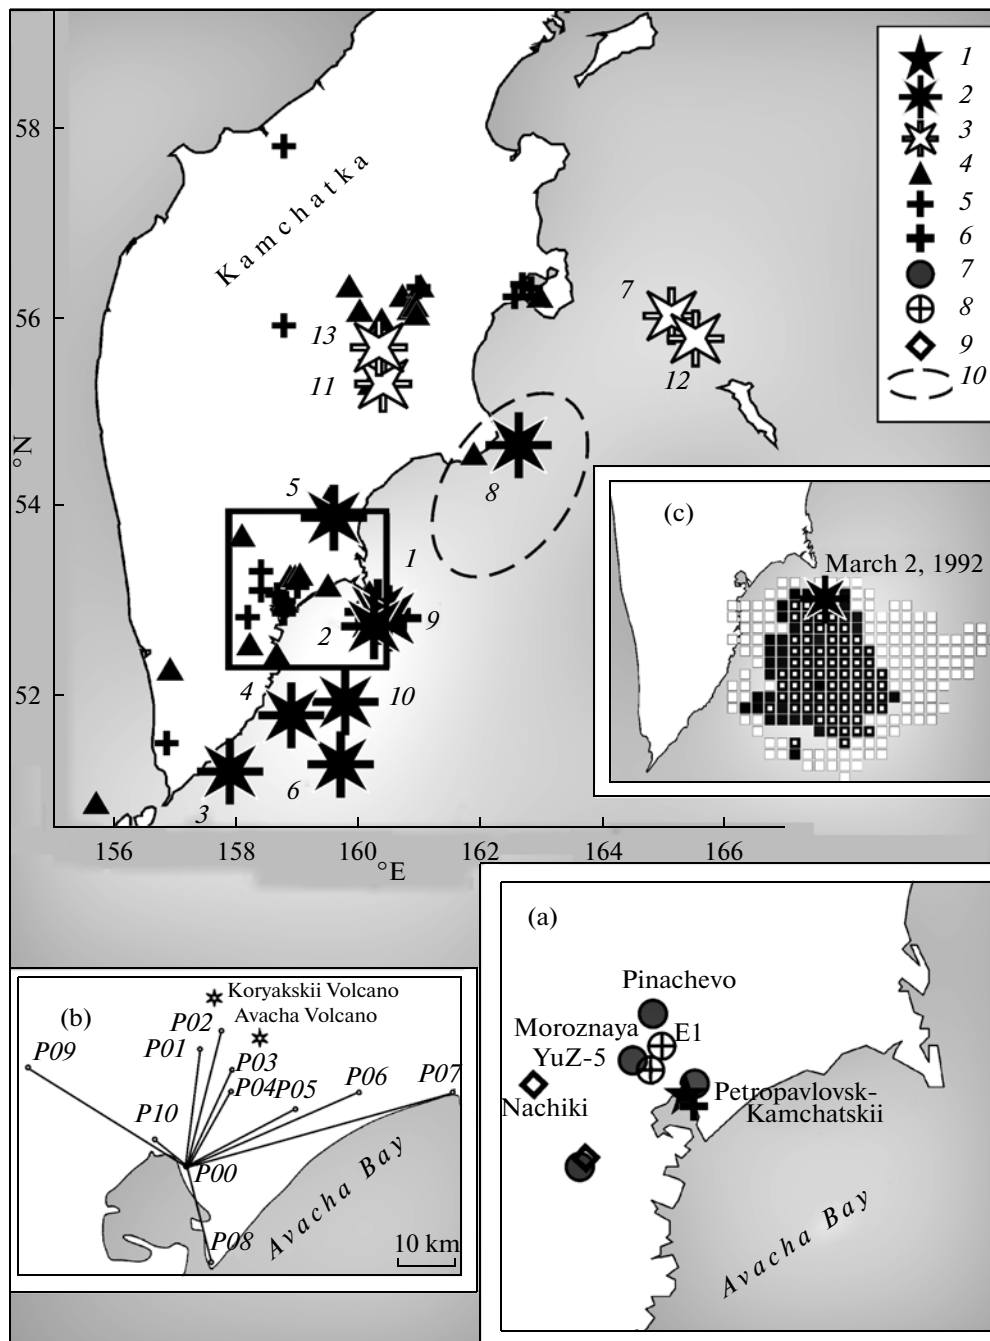 58
56
54
52
°N
156
158
160
162
164
166
°E
Kamchatka
13
11
7
12
8
5
1
2
9
4
10
6
3
1
2
3
4
5
6
7
8
9
10
(c)
March 2, 1992
(a)
Pinachevo
Moroznaya
E1
YuZ-5
Nachiki
Petropavlovsk-
Kamchatskii
Avacha Bay
(b)
Koryakskii Volcano
Avacha Volcano
P02
P01
P09
P03
P04
P05
P06
P07
P10
P00
P08
Avacha Bay
10 km